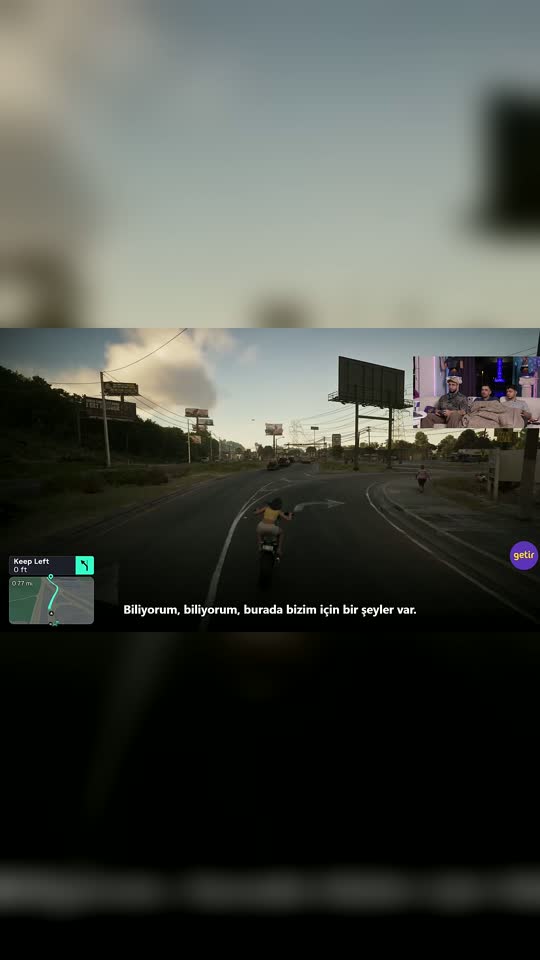 Keep Left
0 ft
0.77 mi
getir
Biliyorum, biliyorum, burada bizim için bir şeyler var.